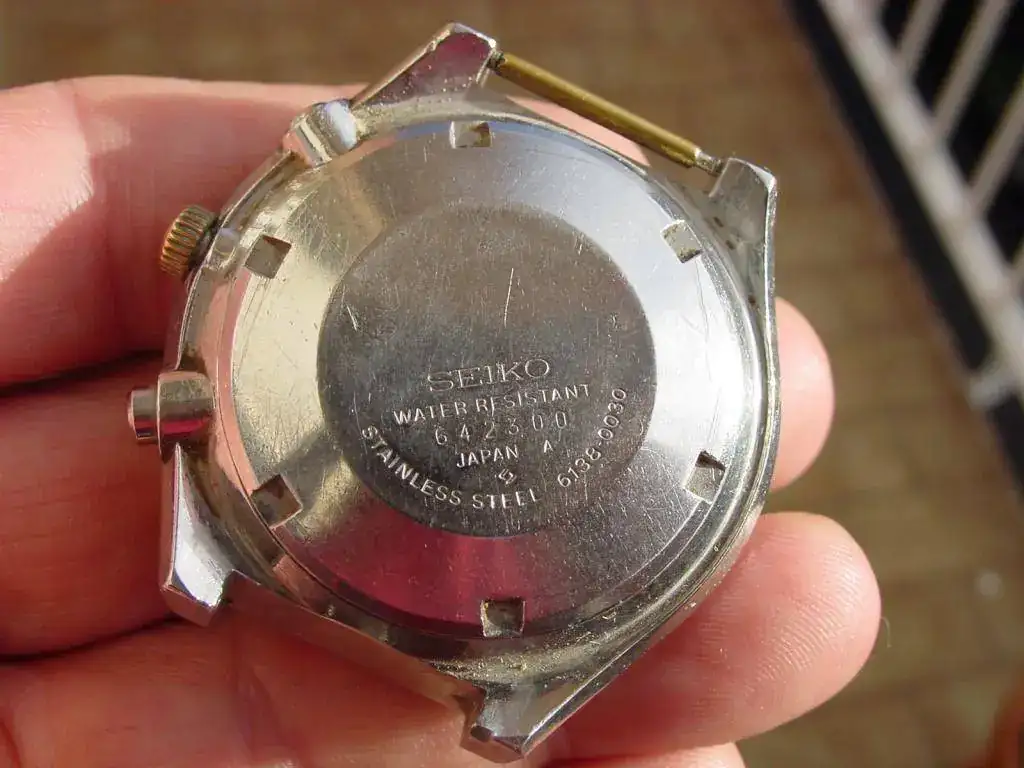 SEIKO
WATER RESISTANT
642300
JAPAN A
STAINLESS STEEL 6138-0030